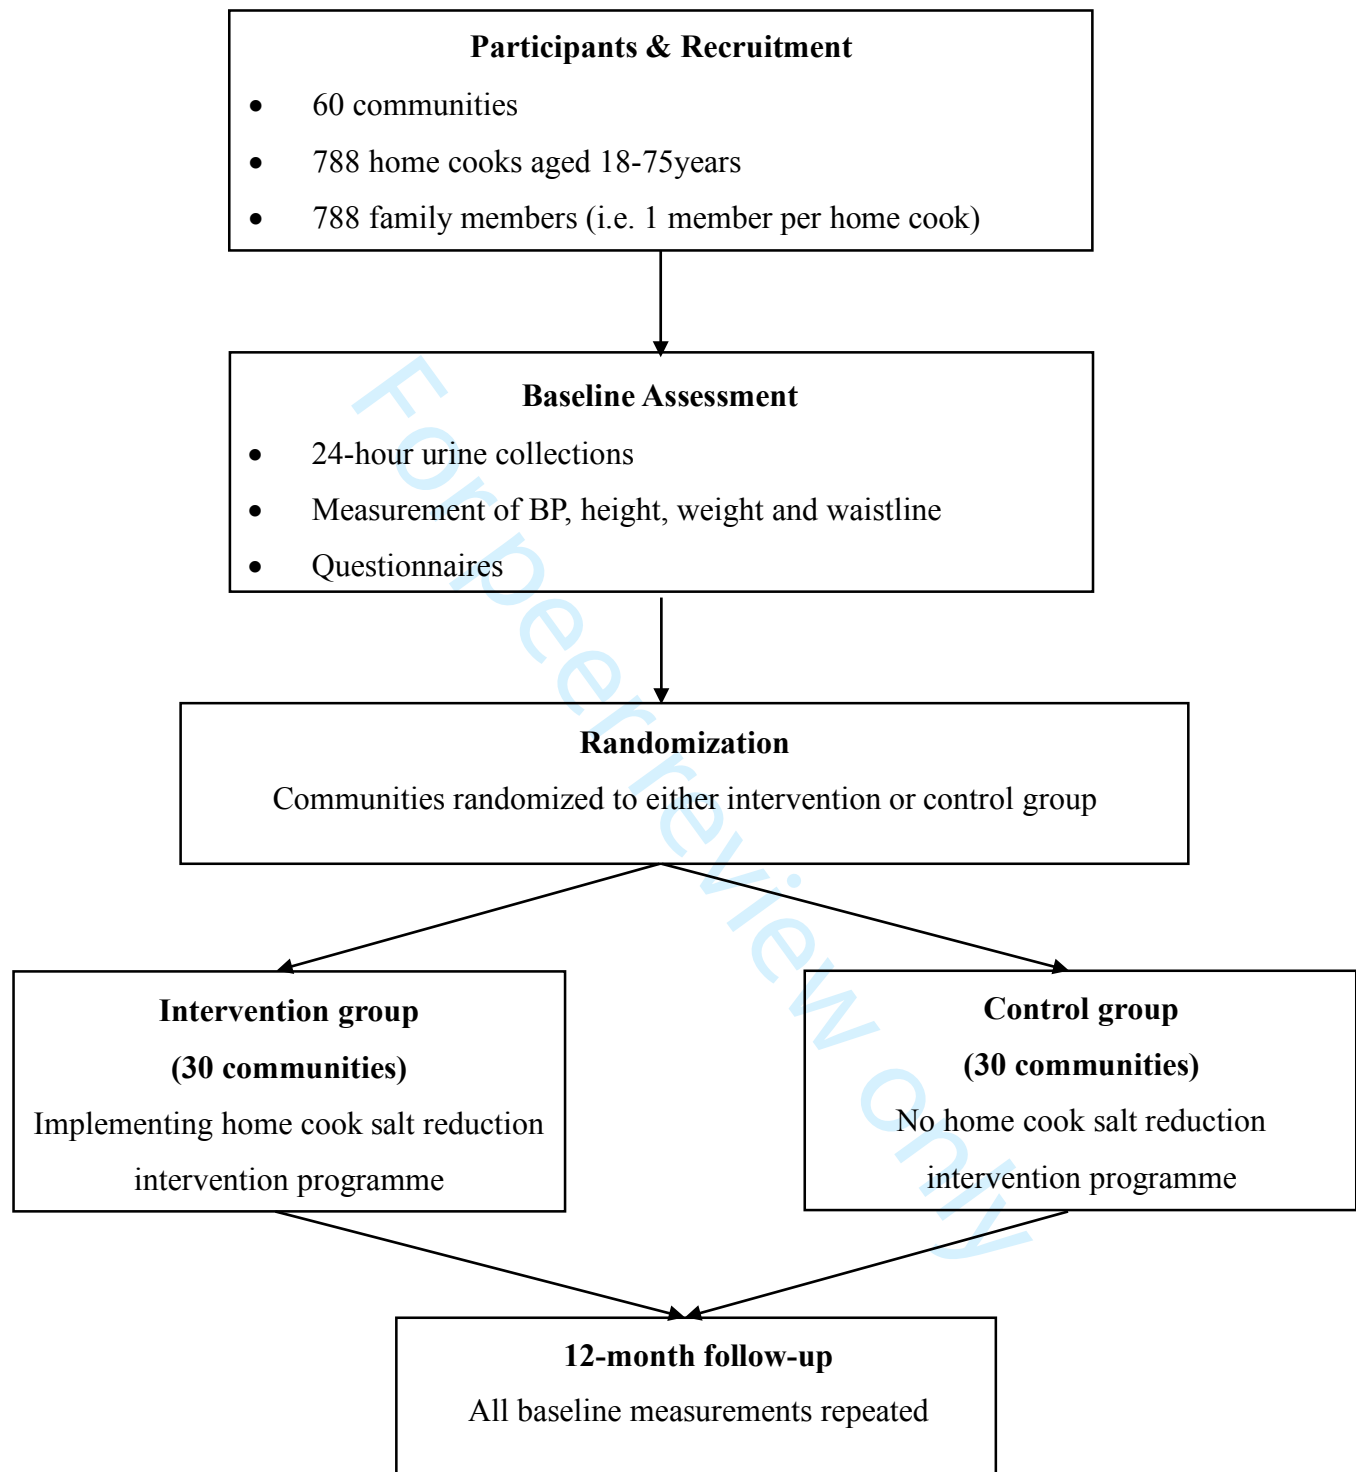 Participants & Recruitment
• 60 communities
• 788 home cooks aged 18-75years
• 788 family members (i.e. 1 member per home cook)
Baseline Assessment
• 24-hour urine collections
• Measurement of BP, height, weight and waistline
• Questionnaires
Randomization
Communities randomized to either intervention or control group
Intervention group
(30 communities)
Implementing home cook salt reduction
intervention programme
Control group
(30 communities)
No home cook salt reduction
intervention programme
12-month follow-up
All baseline measurements repeated
For peer review only